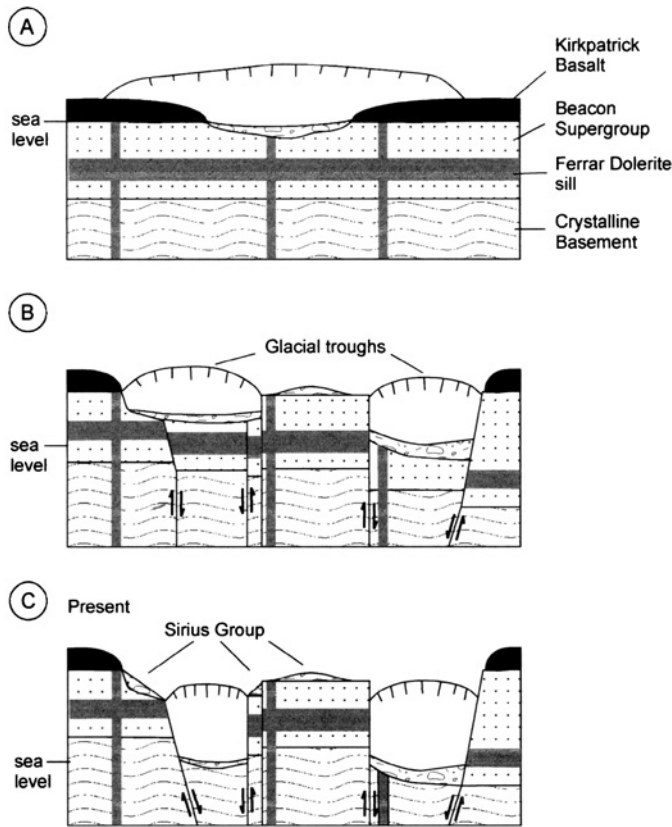 A
Kirkpatrick
Basalt
Beacon
Supergroup
Ferrar Dolerite
sill
Crystalline
Basement
sea
level
B
Glacial troughs
sea
level
C
Present
Sirius Group
sea
level